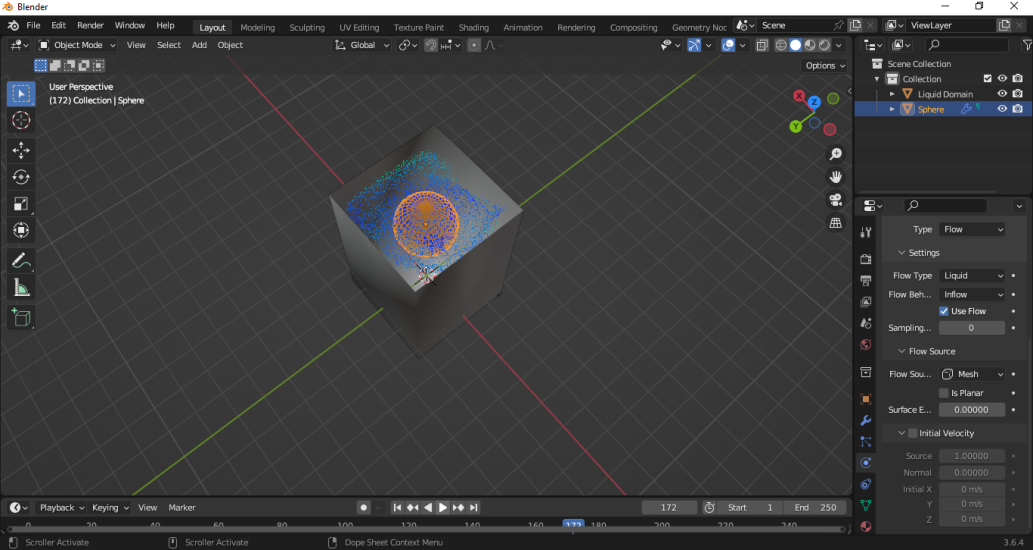 Blender
File Edit Render Window Help Layout Modeling Sculpting UV Editing Texture Paint Shading Animation Rendering Compositing Geometry Noc Scene ViewLayer
Object Mode View Select Add Object Global
Options
User Perspective
(172) Collection | Sphere
X Z Y
Scene Collection
Collection
Liquid Domain
Sphere
Type Flow
Settings
Flow Type Liquid
Flow Beh... Inflow
Use Flow
Sampling... 0
Flow Source
Flow Sou... Mesh
Is Planar
Surface E... 0.00000
Initial Velocity
Source 1.00000
Normal 0.00000
Initial X 0 m/s
Y 0 m/s
Z 0 m/s
Playback Keying View Marker 172 Start 1 End 250
0 20 40 60 80 100 120 140 160 172 180 200 220 240
Scroller Activate Scroller Activate Dope Sheet Context Menu 3.6.4